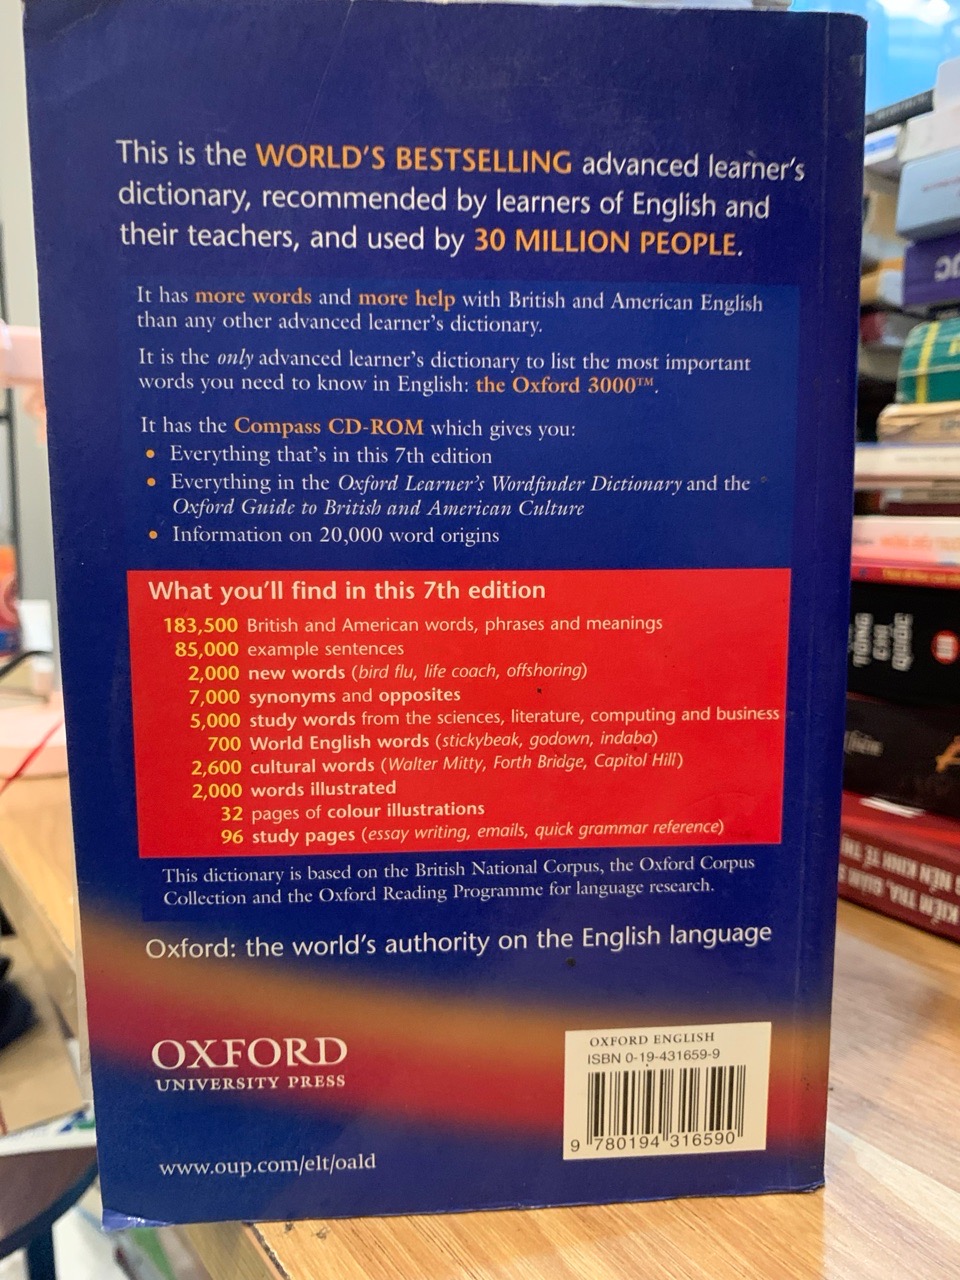 This is the WORLD'S BESTSELLING advanced learner's
dictionary, recommended by learners of English and
their teachers, and used by 30 MILLION PEOPLE.
It has more words and more help with British and American English
than any other advanced learner's dictionary.
It is the only advanced learner's dictionary to list the most important
words you need to know in English: the Oxford 3000™.
It has the Compass CD-ROM which gives you:
• Everything that's in this 7th edition
• Everything in the Oxford Learner's Wordfinder Dictionary and the
Oxford Guide to British and American Culture
• Information on 20,000 word origins
What you'll find in this 7th edition
183,500 British and American words, phrases and meanings
85,000 example sentences
2,000 new words (bird flu, life coach, offshoring)
7,000 synonyms and opposites
5,000 study words from the sciences, literature, computing and business
700 World English words (stickybeak, godown, indaba)
2,600 cultural words (Walter Mitty, Forth Bridge, Capitol Hill)
2,000 words illustrated
32 pages of colour illustrations
96 study pages (essay writing, emails, quick grammar reference)
This dictionary is based on the British National Corpus, the Oxford Corpus
Collection and the Oxford Reading Programme for language research.
Oxford: the world's authority on the English language
OXFORD
UNIVERSITY PRESS
www.oup.com/elt/oald
OXFORD ENGLISH
ISBN 0-19-431659-9
9 780194 316590